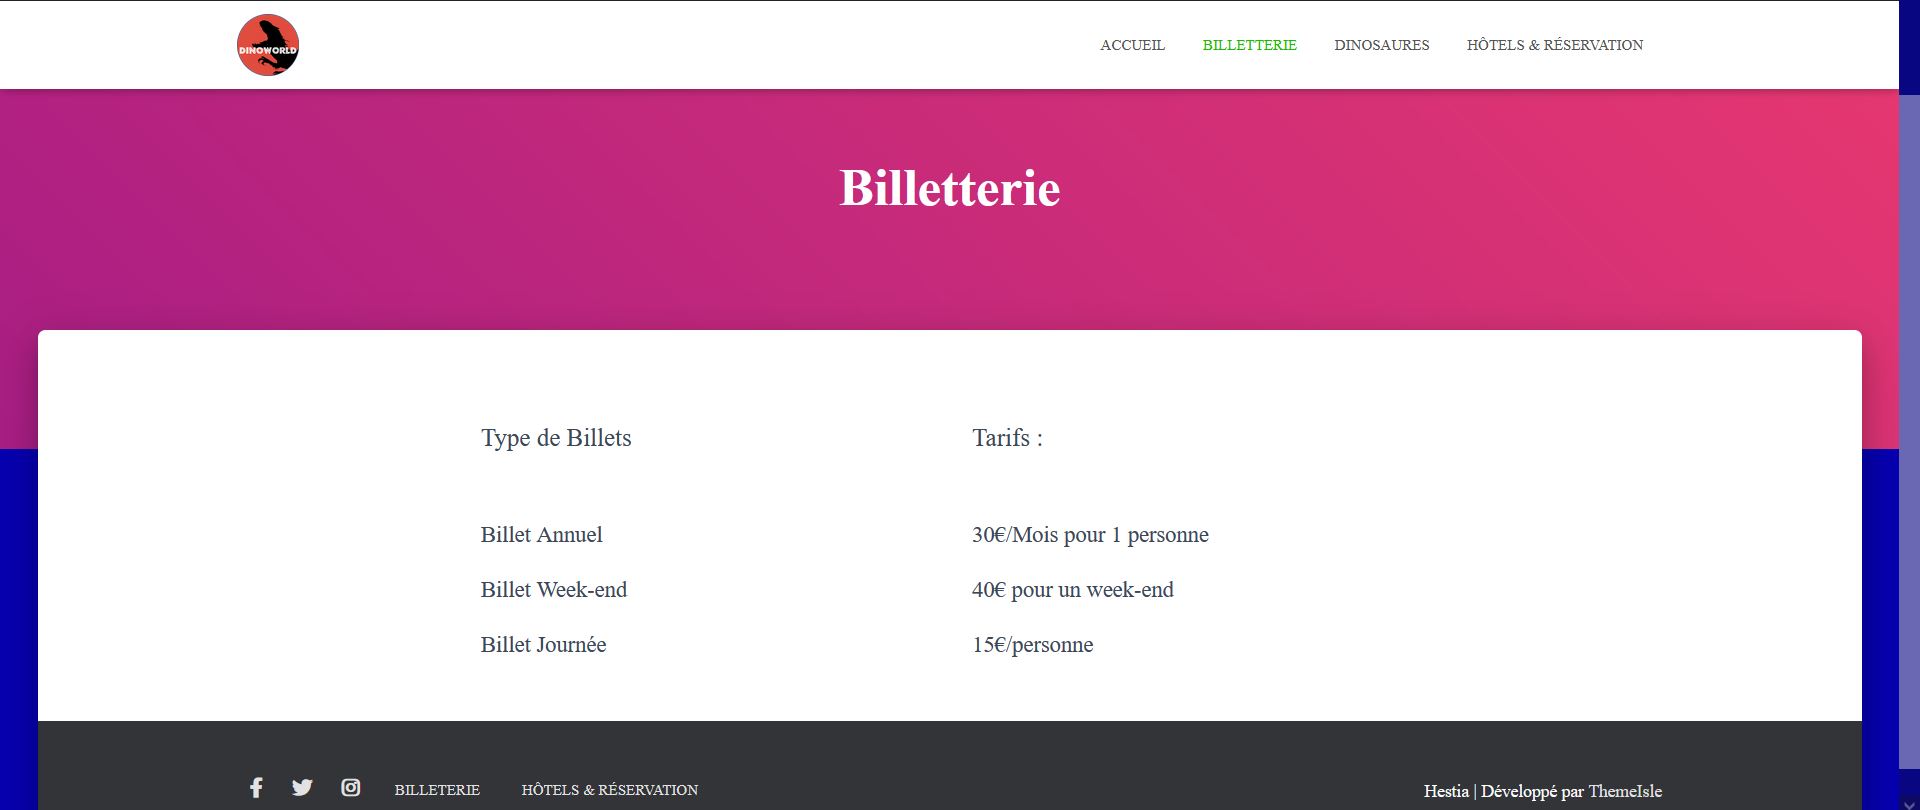 DINOWORLD
ACCUEIL BILLETTERIE DINOSAURES HÔTELS & RÉSERVATION
Billetterie
Type de Billets Tarifs :
Billet Annuel 30€/Mois pour 1 personne
Billet Week-end 40€ pour un week-end
Billet Journée 15€/personne
BILLETERIE HÔTELS & RÉSERVATION Hestia | Développé par ThemeIsle